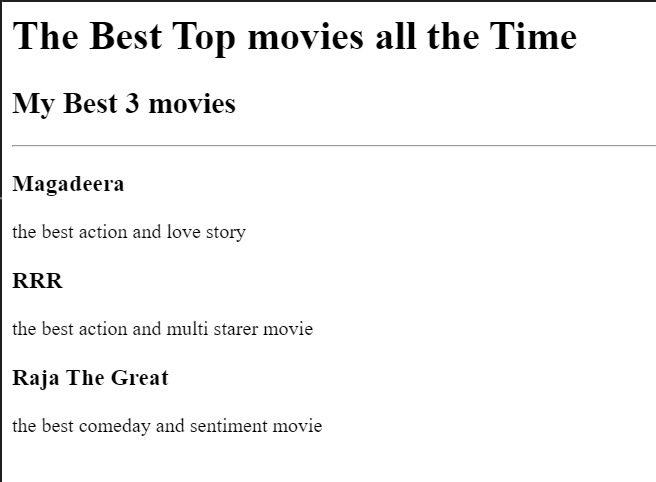 The Best Top movies all the Time
My Best 3 movies
Magadeera
the best action and love story
RRR
the best action and multi starer movie
Raja The Great
the best comeday and sentiment movie